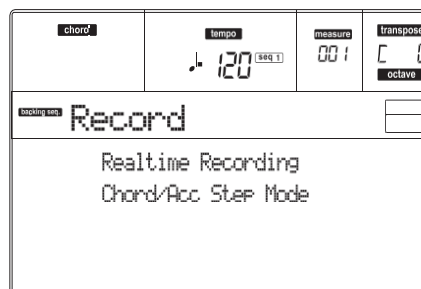 chord tempo measure transpose
120 seq 1 001 C
octave
backing seq. Record
Realtime Recording
Chord/Acc Step Mode